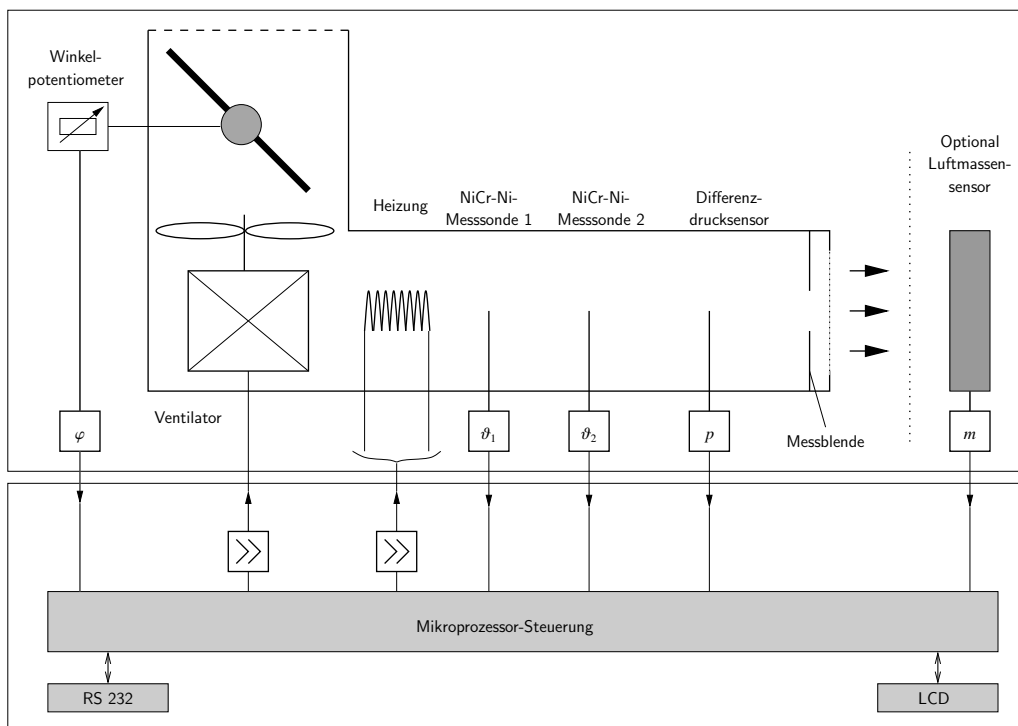 Winkel-
potentiometer
Optional
Luftmassen-
sensor
Heizung
NiCr-Ni-
Messsonde 1
NiCr-Ni-
Messsonde 2
Differenz-
drucksensor
Ventilator
Messblende
φ
ϑ1
ϑ2
p
m
Mikroprozessor-Steuerung
RS 232
LCD